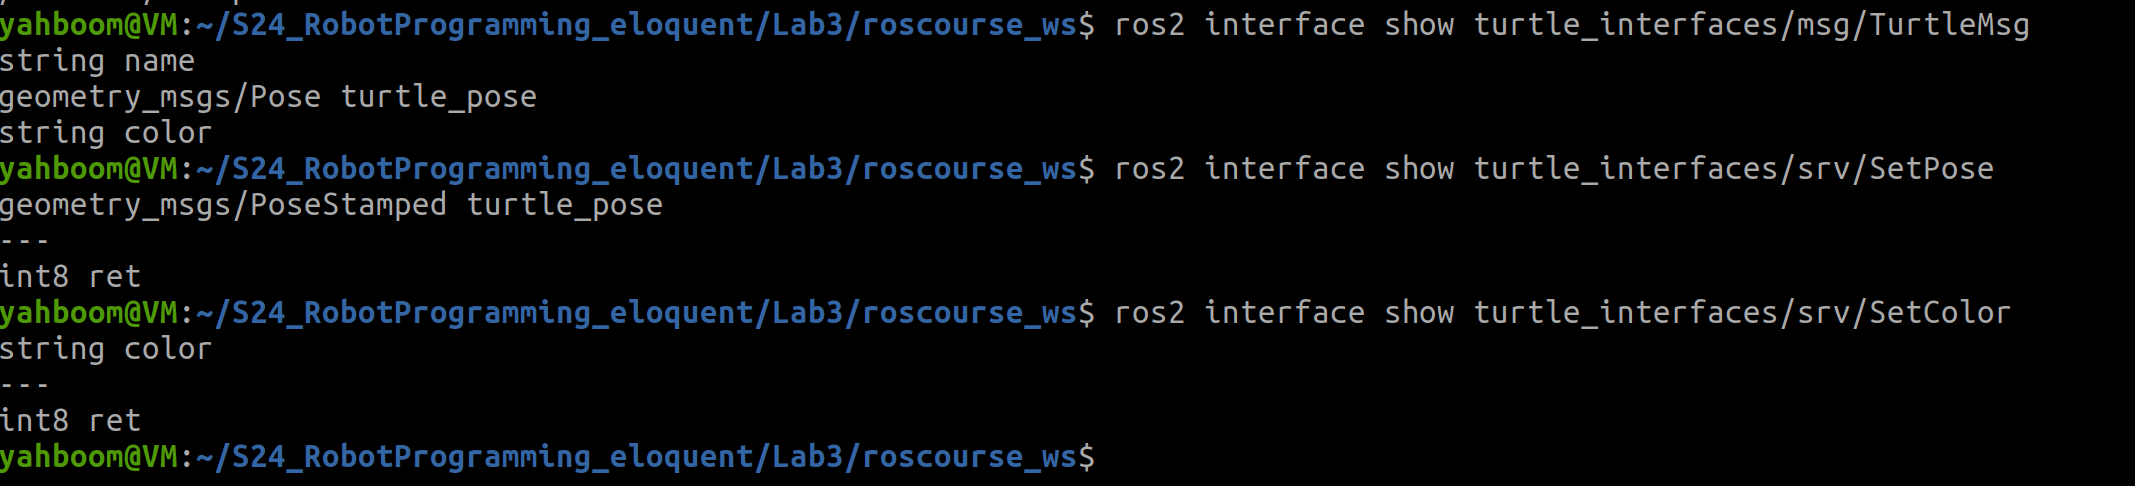 yahboom@VM:~/S24_RobotProgramming_eloquent/Lab3/roscourse_ws$ ros2 interface show turtle_interfaces/msg/TurtleMsg
string name
geometry_msgs/Pose turtle_pose
string color
yahboom@VM:~/S24_RobotProgramming_eloquent/Lab3/roscourse_ws$ ros2 interface show turtle_interfaces/srv/SetPose
geometry_msgs/PoseStamped turtle_pose
---
int8 ret
yahboom@VM:~/S24_RobotProgramming_eloquent/Lab3/roscourse_ws$ ros2 interface show turtle_interfaces/srv/SetColor
string color
---
int8 ret
yahboom@VM:~/S24_RobotProgramming_eloquent/Lab3/roscourse_ws$